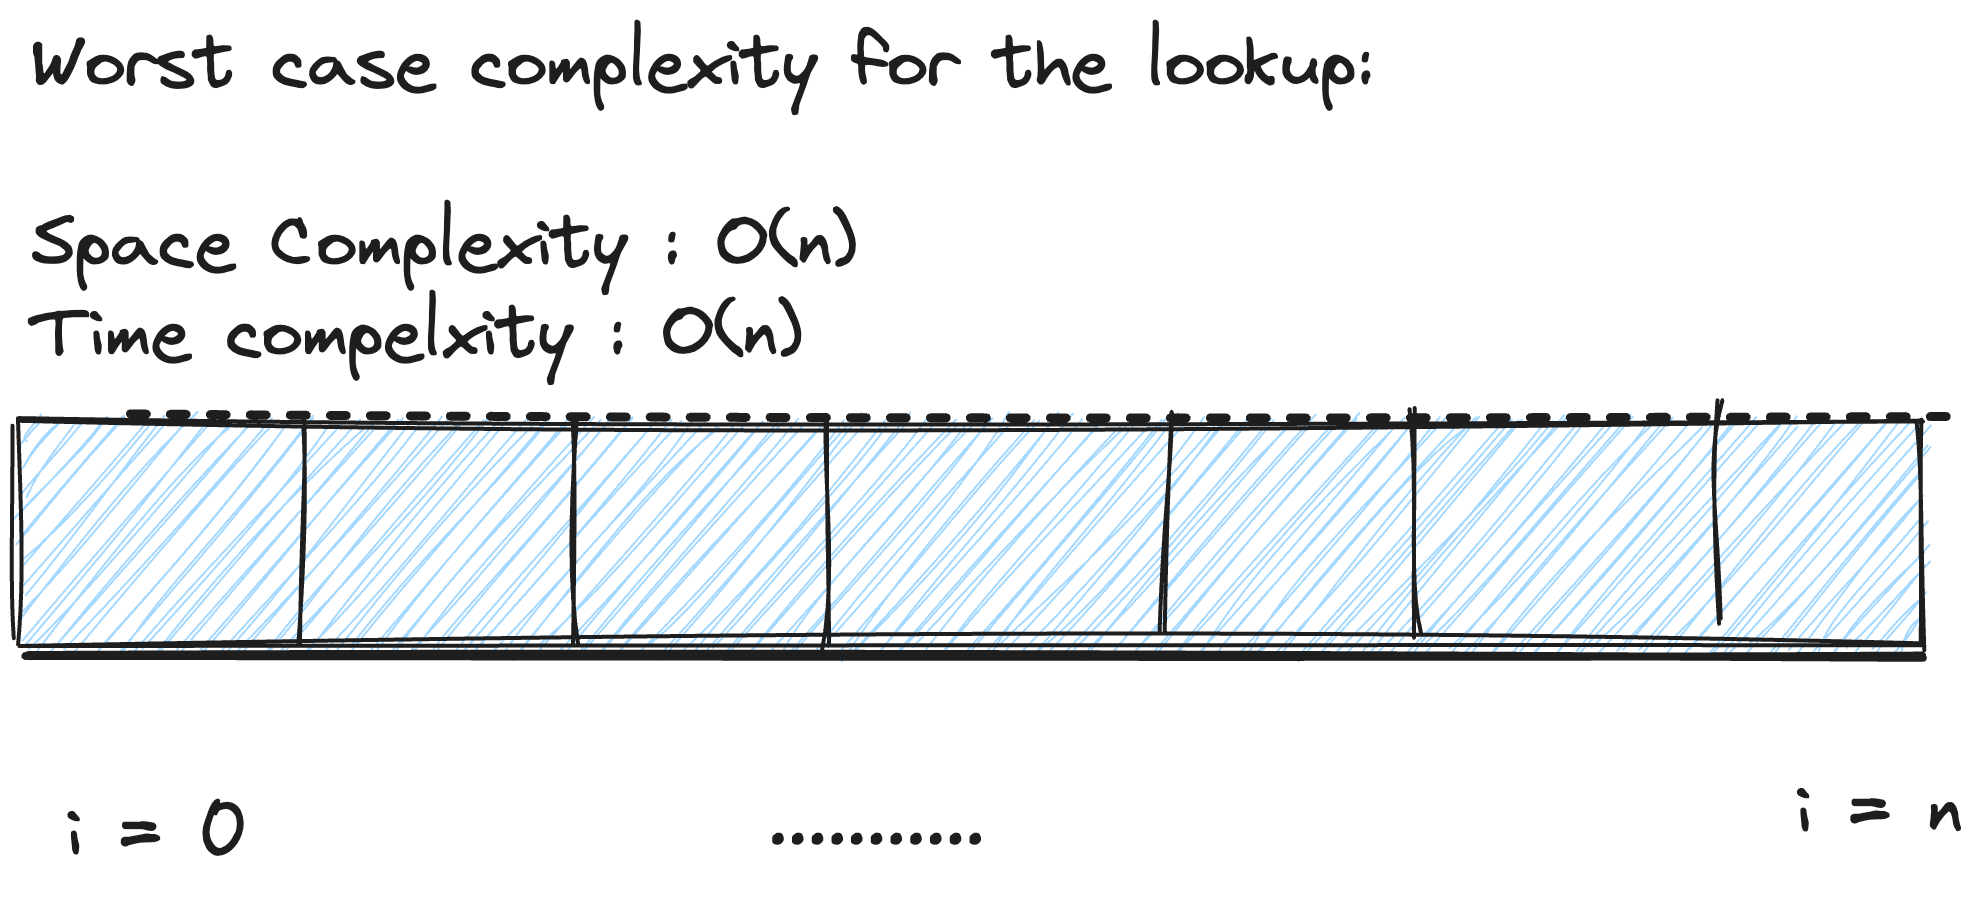 Worst case complexity for the lookup:
Space Complexity : O(n)
Time compelxity : O(n)
i = 0 ........... i = n